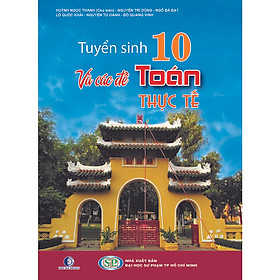 HUỲNH NGỌC THANH (Chủ biên) - NGUYỄN TRÍ DŨNG - NGÔ BÁ ĐẠT
LÔ QUỐC KHẢI - NGUYỄN TÚ OANH - ĐỖ QUANG VINH
Tuyển sinh 10
Và các đề Toán
THỰC TẾ
NHÀ XUẤT BẢN
ĐẠI HỌC SƯ PHẠM TP HỒ CHÍ MINH